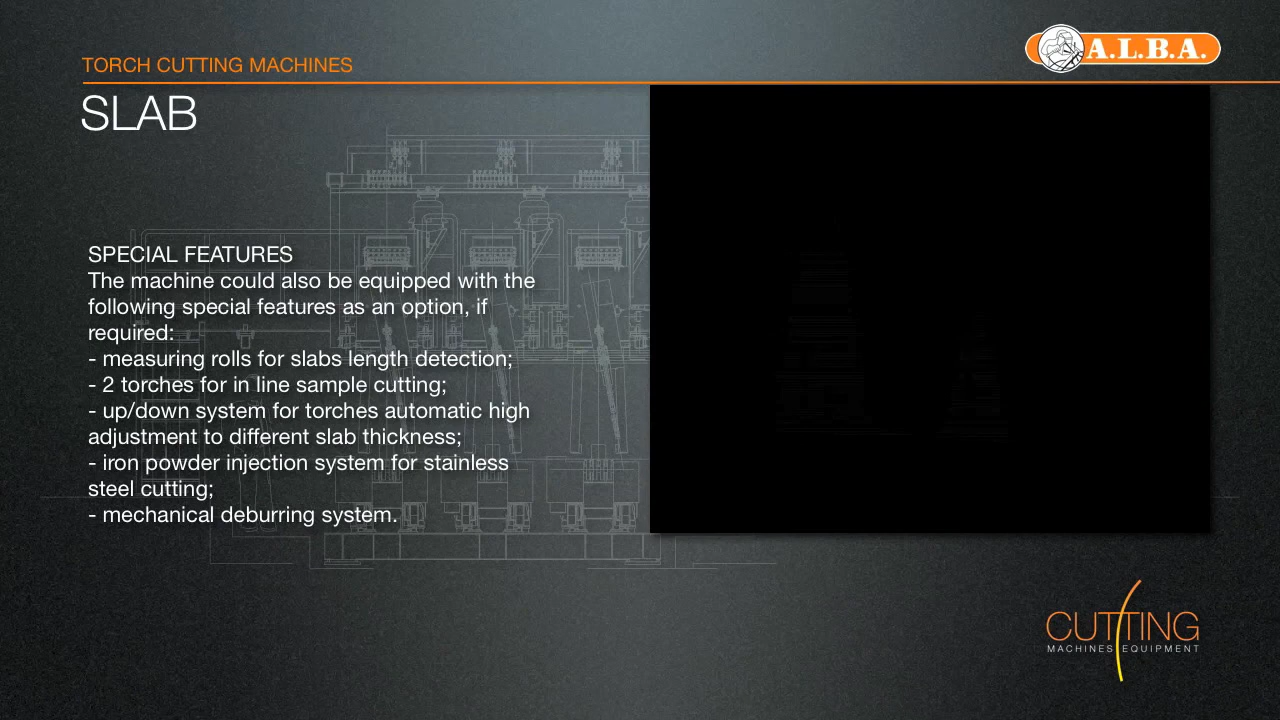 TORCH CUTTING MACHINES
A.L.B.A.
SLAB
SPECIAL FEATURES
The machine could also be equipped with the
following special features as an option, if
required:
- measuring rolls for slabs length detection;
- 2 torches for in line sample cutting;
- up/down system for torches automatic high
adjustment to different slab thickness;
- iron powder injection system for stainless
steel cutting;
- mechanical deburring system.
CUTTING
MACHINES EQUIPMENT